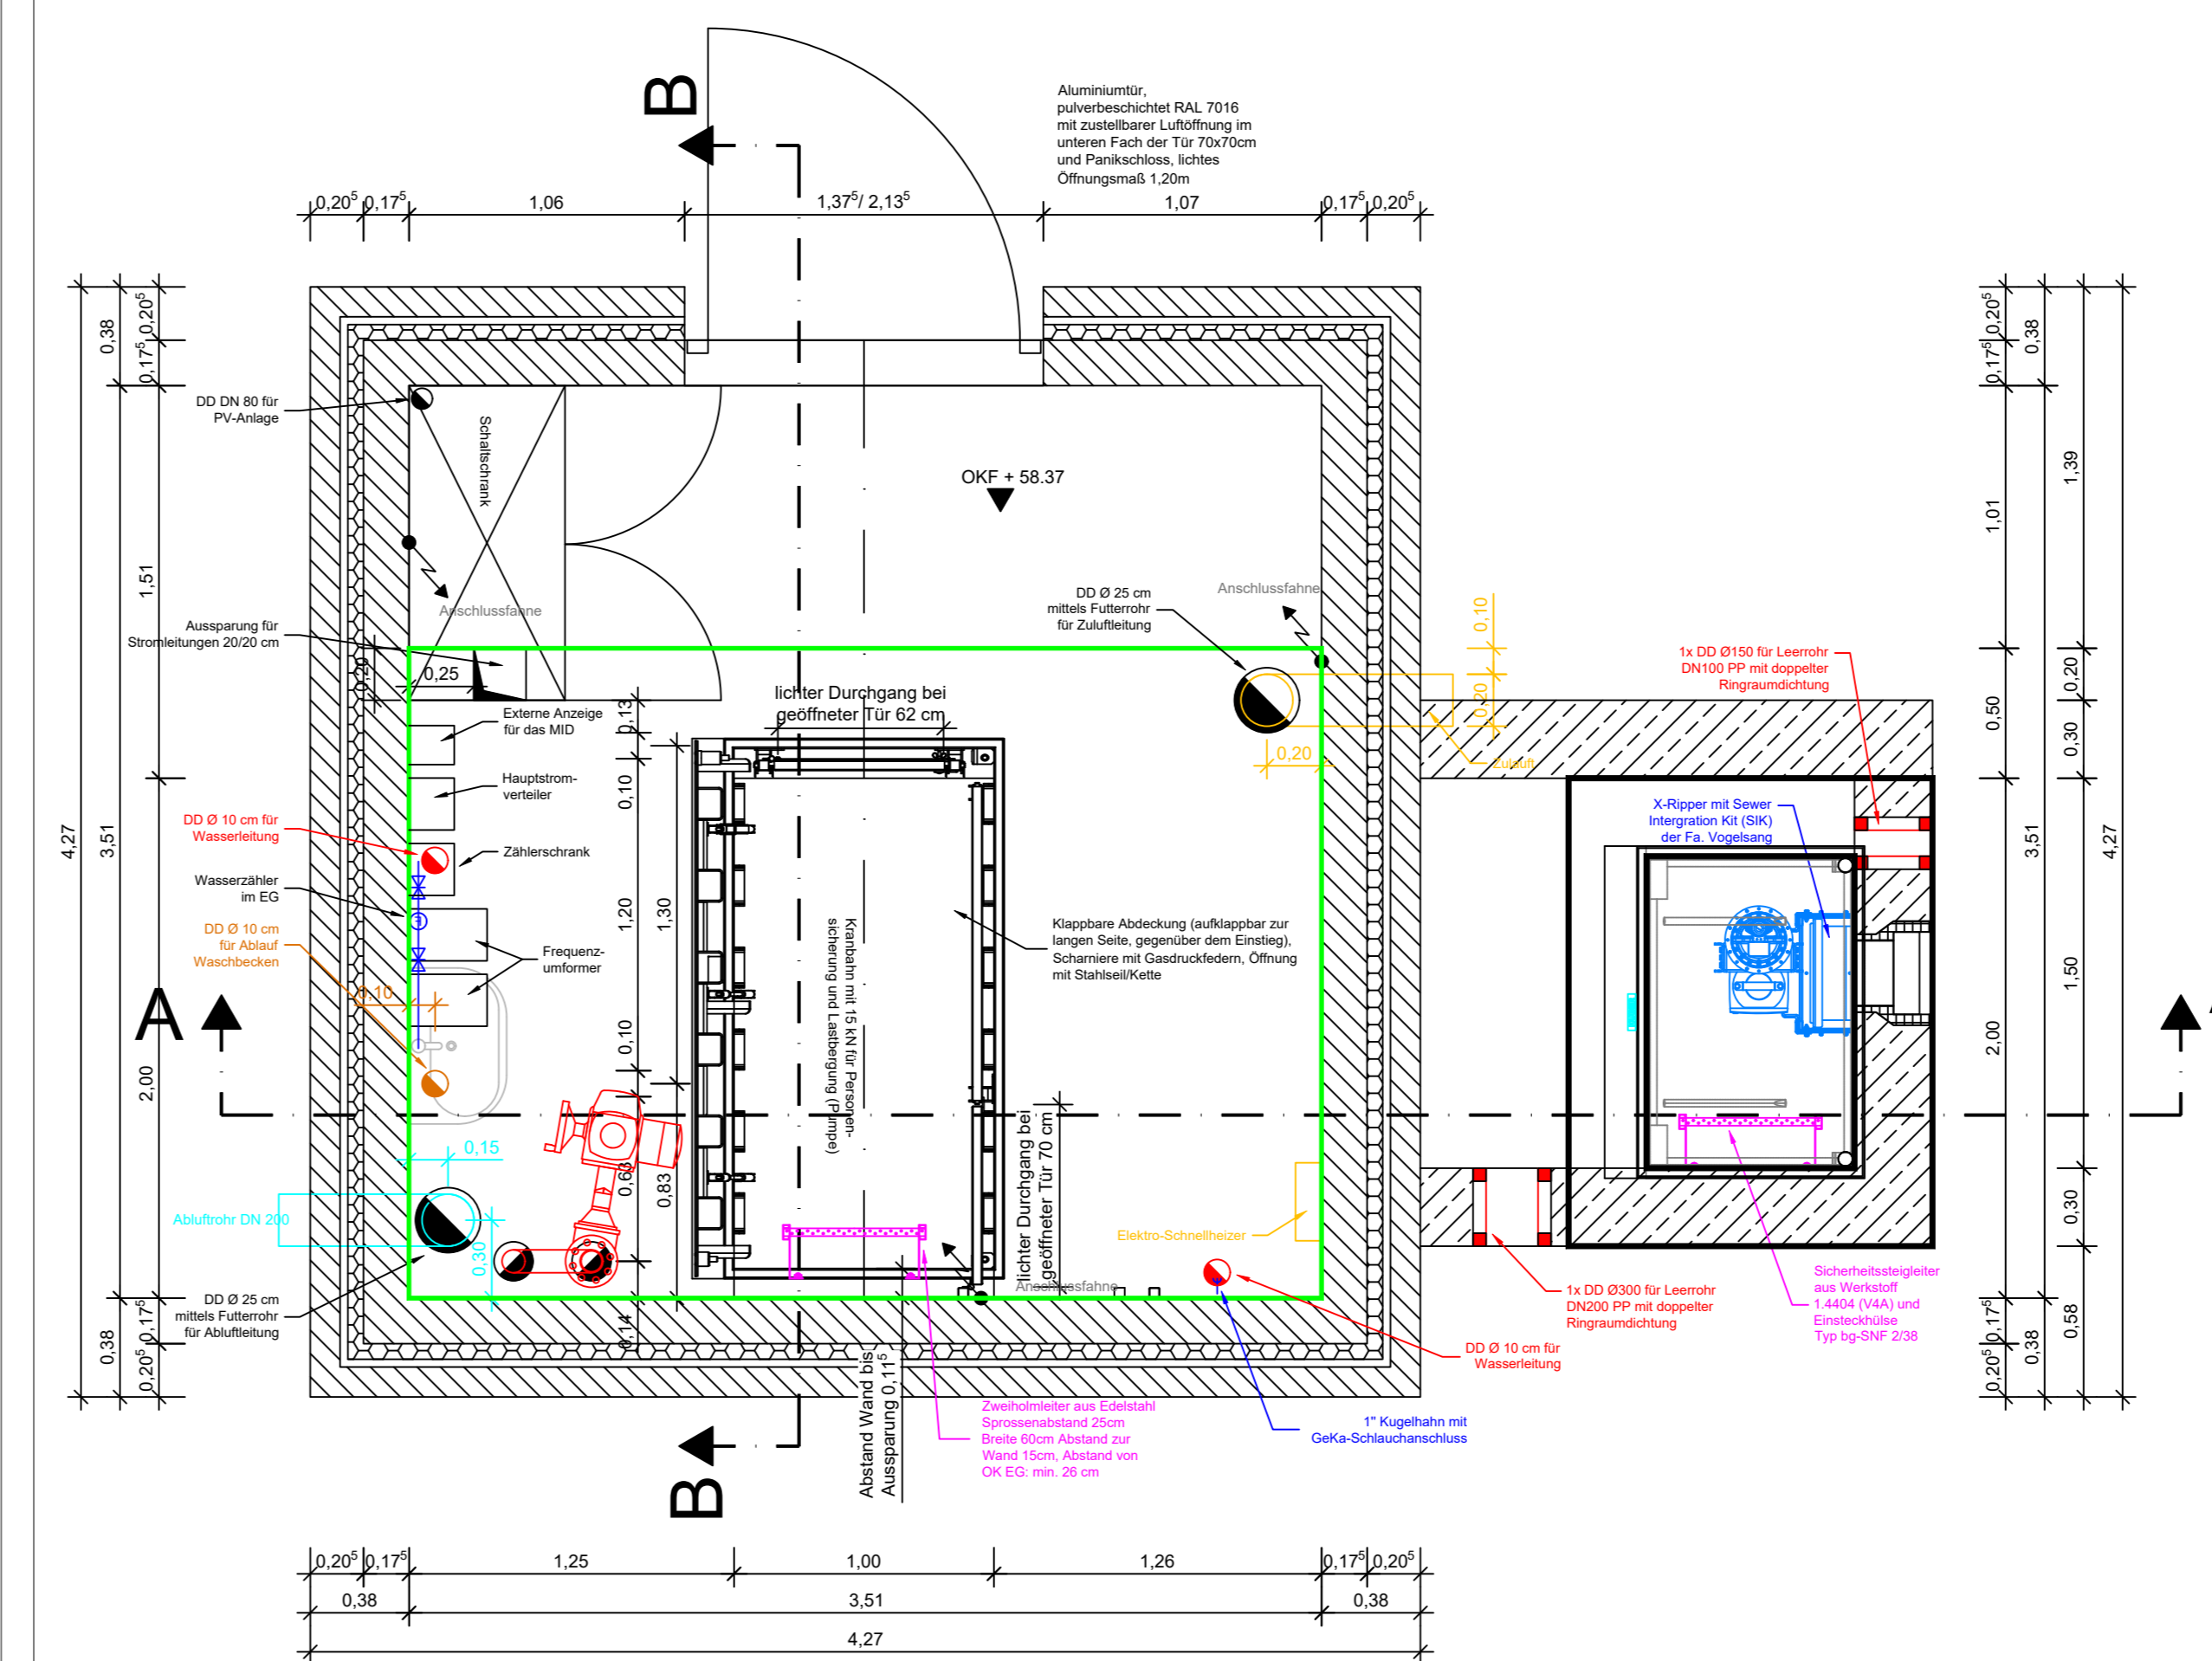 B
Aluminiumtür,
pulverbeschichtet RAL 7016
mit zustellbarer Luftöffnung im
unteren Fach der Tür 70x70cm
und Panikschloss, lichtes
Öffnungsmaß 1,20m
0,20⁵ 0,17⁵ 1,06 1,37⁵/ 2,13⁵ 1,07 0,17⁵ 0,20⁵
4,27
0,38
3,51
0,38
0,20⁵
0,17⁵
1,51
2,00
0,17⁵
0,20⁵
DD DN 80 für
PV-Anlage
Schaltschrank
Anschlussfahne
OKF + 58.37
Aussparung für
Stromleitungen 20/20 cm
0,20
0,25
DD Ø 25 cm
mittels Futterrohr
für Zuluftleitung
Anschlussfahne
0,10
0,20
0,20
Zuluft
lichter Durchgang bei
geöffneter Tür 62 cm
Externe Anzeige
für das MID
Hauptstrom-
verteiler
DD Ø 10 cm für
Wasserleitung
Zählerschrank
Wasserzähler
im EG
DD Ø 10 cm
für Ablauf
Waschbecken
Frequenz-
umformer
0,10
0,13
0,10
1,20
1,30
0,10
0,63
0,83
0,14
Kranbahn mit 15 kN für Personen-
sicherung und Lastbergung (Pumpe)
Klappbare Abdeckung (aufklappbar zur
langen Seite, gegenüber dem Einstieg),
Scharniere mit Gasdruckfedern, Öffnung
mit Stahlseil/Kette
A
0,15
0,30
Abluftrohr DN 200
DD Ø 25 cm
mittels Futterrohr
für Abluftleitung
lichter Durchgang bei
geöffneter Tür 70 cm
Anschlussfahne
Elektro-Schnellheizer
1x DD Ø150 für Leerrohr
DN100 PP mit doppelter
Ringraumdichtung
X-Ripper mit Sewer
Intergration Kit (SIK)
der Fa. Vogelsang
1x DD Ø300 für Leerrohr
DN200 PP mit doppelter
Ringraumdichtung
Sicherheitssteigleiter
aus Werkstoff
1.4404 (V4A) und
Einsteckhülse
Typ bg-SNF 2/38
DD Ø 10 cm für
Wasserleitung
1" Kugelhahn mit
GeKa-Schlauchanschluss
Zweiholmleiter aus Edelstahl
Sprossenabstand 25cm
Breite 60cm Abstand zur
Wand 15cm, Abstand von
OK EG: min. 26 cm
Abstand Wand bis
Aussparung 0,11⁵
B
0,20⁵
0,17⁵
1,01
0,50
2,00
0,17⁵
0,20⁵
0,38
3,51
0,38
1,39
0,20
0,30
1,50
0,30
0,58
4,27
0,20⁵ 0,17⁵ 1,25 1,00 1,26 0,17⁵ 0,20⁵
0,38 3,51 0,38
4,27